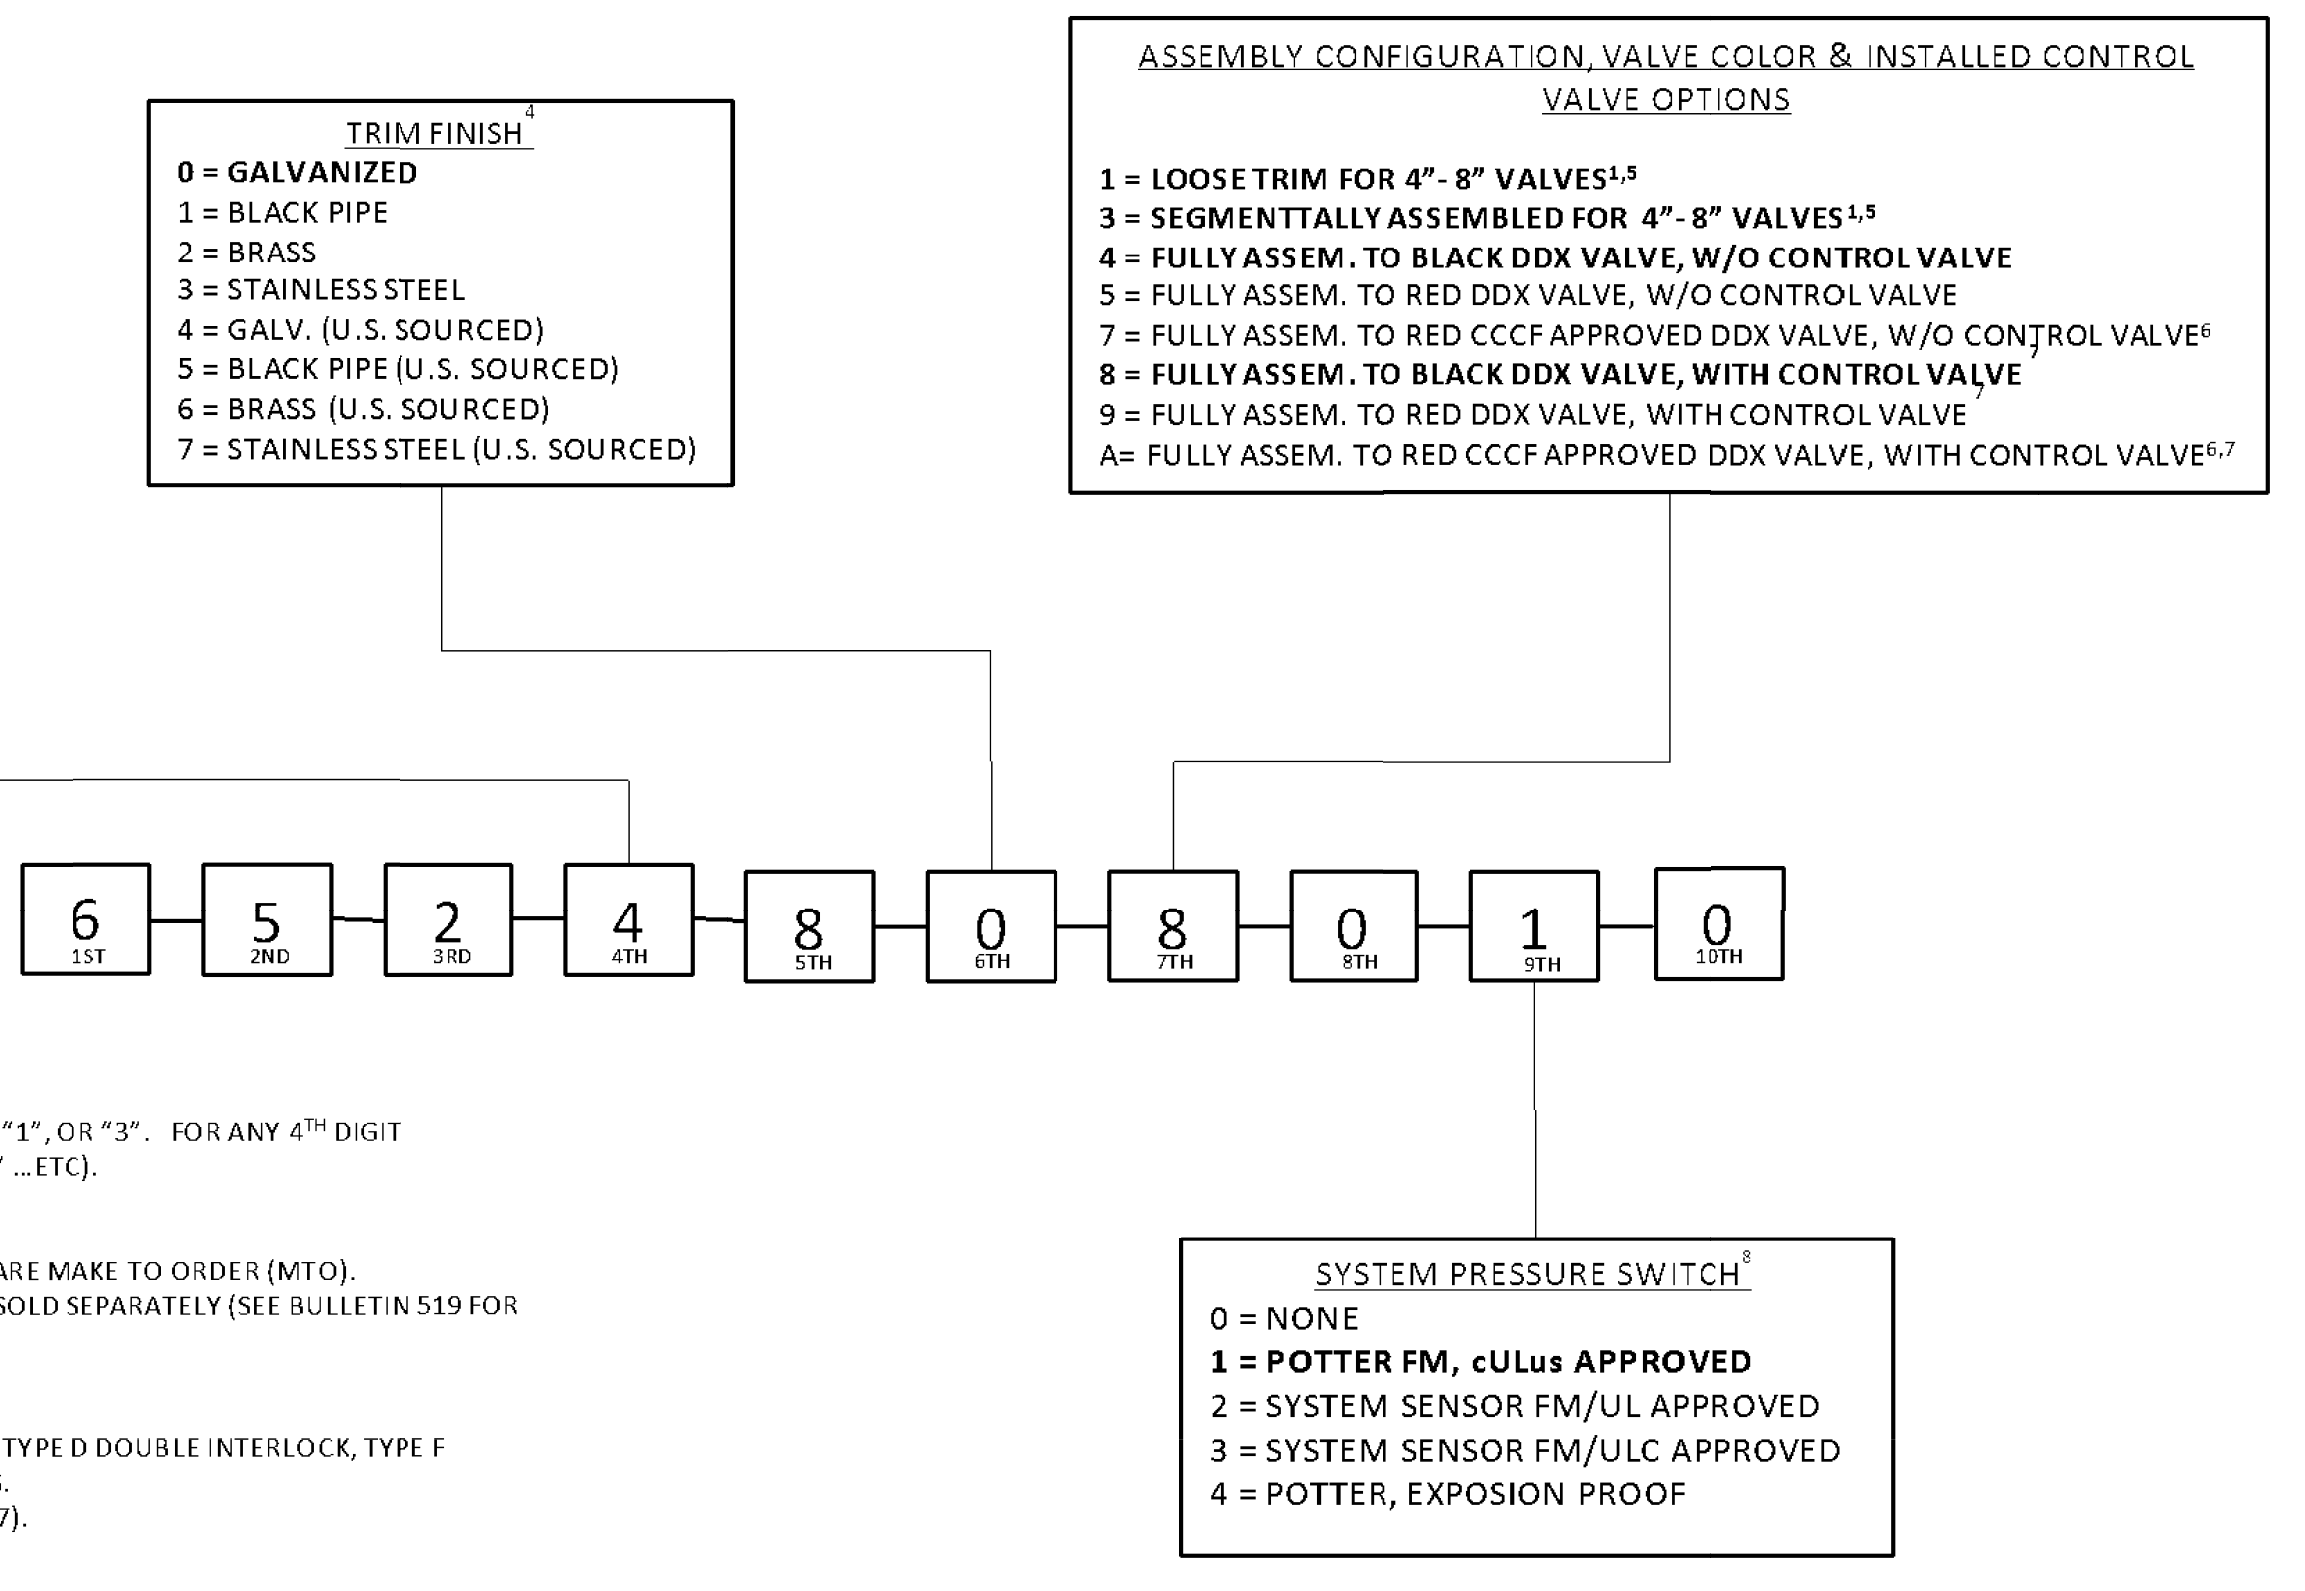 ASSEMBLY CONFIGURATION, VALVE COLOR & INSTALLED CONTROL
VALVE OPTIONS
1 = LOOSE TRIM FOR 4”- 8” VALVES1,5
3 = SEGMENTTALLY ASSEMBLED FOR 4”- 8” VALVES1,5
4 = FULLY ASSEM. TO BLACK DDX VALVE, W/O CONTROL VALVE
5 = FULLY ASSEM. TO RED DDX VALVE, W/O CONTROL VALVE
7 = FULLY ASSEM. TO RED CCCF APPROVED DDX VALVE, W/O CONTROL VALVE6
8 = FULLY ASSEM. TO BLACK DDX VALVE, WITH CONTROL VALVE7
9 = FULLY ASSEM. TO RED DDX VALVE, WITH CONTROL VALVE7
A= FULLY ASSEM. TO RED CCCF APPROVED DDX VALVE, WITH CONTROL VALVE6,7
TRIM FINISH4
0 = GALVANIZED
1 = BLACK PIPE
2 = BRASS
3 = STAINLESS STEEL
4 = GALV. (U.S. SOURCED)
5 = BLACK PIPE (U.S. SOURCED)
6 = BRASS (U.S. SOURCED)
7 = STAINLESS STEEL (U.S. SOURCED)
6 5 2 4 8 0 8 0 1 0
1ST 2ND 3RD 4TH 5TH 6TH 7TH 8TH 9TH 10TH
“1”, OR “3”. FOR ANY 4TH DIGIT
” ...ETC).
ARE MAKE TO ORDER (MTO).
SOLD SEPARATELY (SEE BULLETIN 519 FOR
TYPE D DOUBLE INTERLOCK, TYPE F
7).
SYSTEM PRESSURE SWITCH8
0 = NONE
1 = POTTER FM, cULus APPROVED
2 = SYSTEM SENSOR FM/UL APPROVED
3 = SYSTEM SENSOR FM/ULC APPROVED
4 = POTTER, EXPOSION PROOF